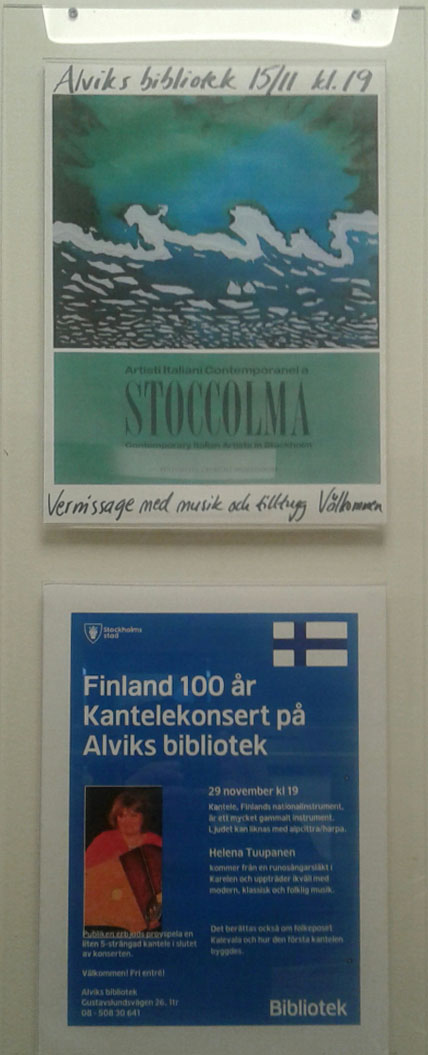 Alviks bibliotek 15/11 kl. 19
Artisti Italiani Contemporanei a
STOCCOLMA
Contemporary Italian Artists in Stockholm
Vernissage med musik och tilltugg Välkommen
Stockholms
stad
Finland 100 år
Kantelekonsert på
Alviks bibliotek
29 november kl 19
Kantele, Finlands nationalinstrument,
är ett mycket gammalt instrument.
Ljudet kan liknas med alpcittra/harpa.
Helena Tuupanen
kommer från en runosångarsläkt i
Karelen och uppträder ikväll med
modern, klassisk och folklig musik.
Publiken erbjuds provspela en
liten 5-strängad kantele i slutet
av konserten.
Det berättas också om folkeposet
Kalevala och hur den första kantelen
byggdes.
Välkommen! Fri entré!
Alviks bibliotek
Gustavslundsvägen 26, 1tr
08 - 508 30 641
Bibliotek